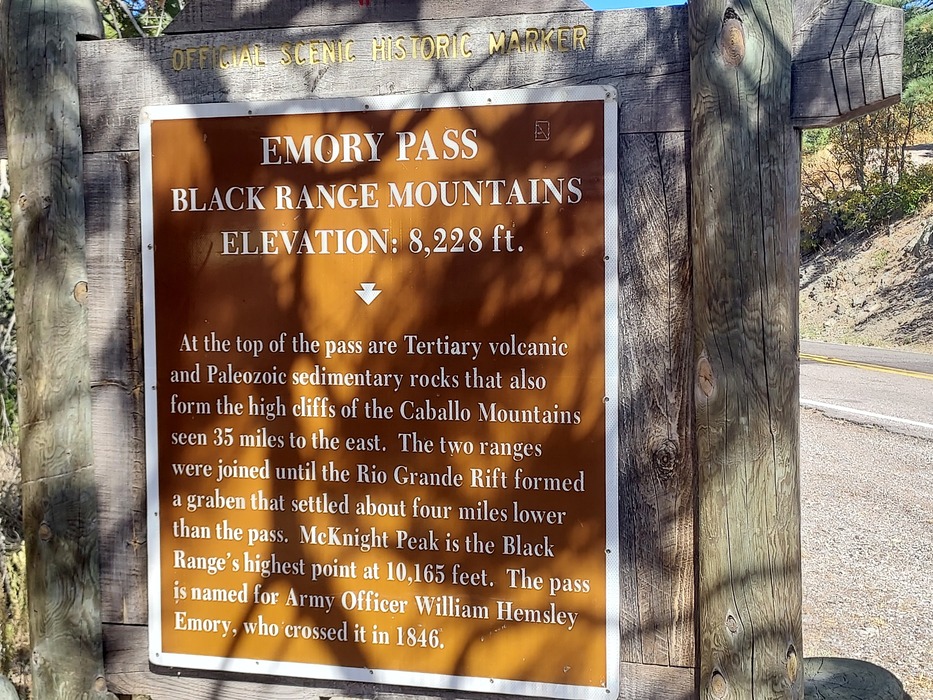 OFFICIAL SCENIC HISTORIC MARKER
EMORY PASS
BLACK RANGE MOUNTAINS
ELEVATION: 8,228 ft.
At the top of the pass are Tertiary volcanic
and Paleozoic sedimentary rocks that also
form the high cliffs of the Caballo Mountains
seen 35 miles to the east. The two ranges
were joined until the Rio Grande Rift formed
a graben that settled about four miles lower
than the pass. McKnight Peak is the Black
Range's highest point at 10,165 feet. The pass
is named for Army Officer William Hemsley
Emory, who crossed it in 1846.